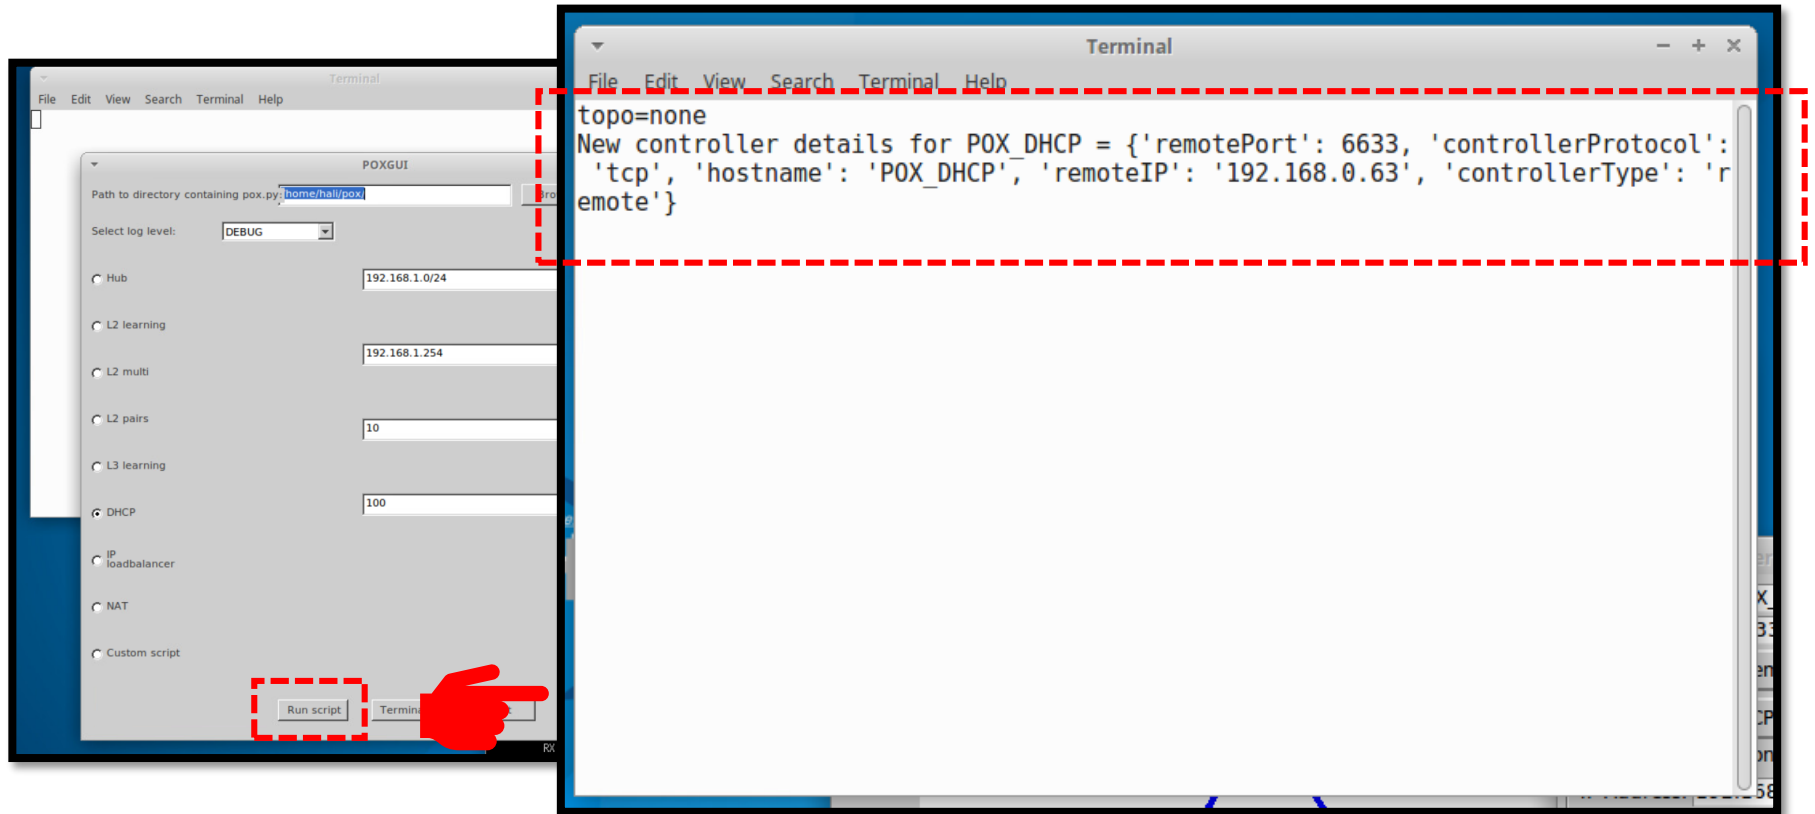 Terminal
File Edit View Search Terminal Help
POXGUI
Path to directory containing pox.py: home/hali/pox/
Select log level: DEBUG
Hub
192.168.1.0/24
L2 learning
192.168.1.254
L2 multi
L2 pairs
10
L3 learning
100
DHCP
IP
loadbalancer
NAT
Custom script
Run script
RX
Terminal
File Edit View Search Terminal Help
topo=none
New controller details for POX_DHCP = {'remotePort': 6633, 'controllerProtocol':
'tcp', 'hostname': 'POX_DHCP', 'remoteIP': '192.168.0.63', 'controllerType': 'r
emote'}